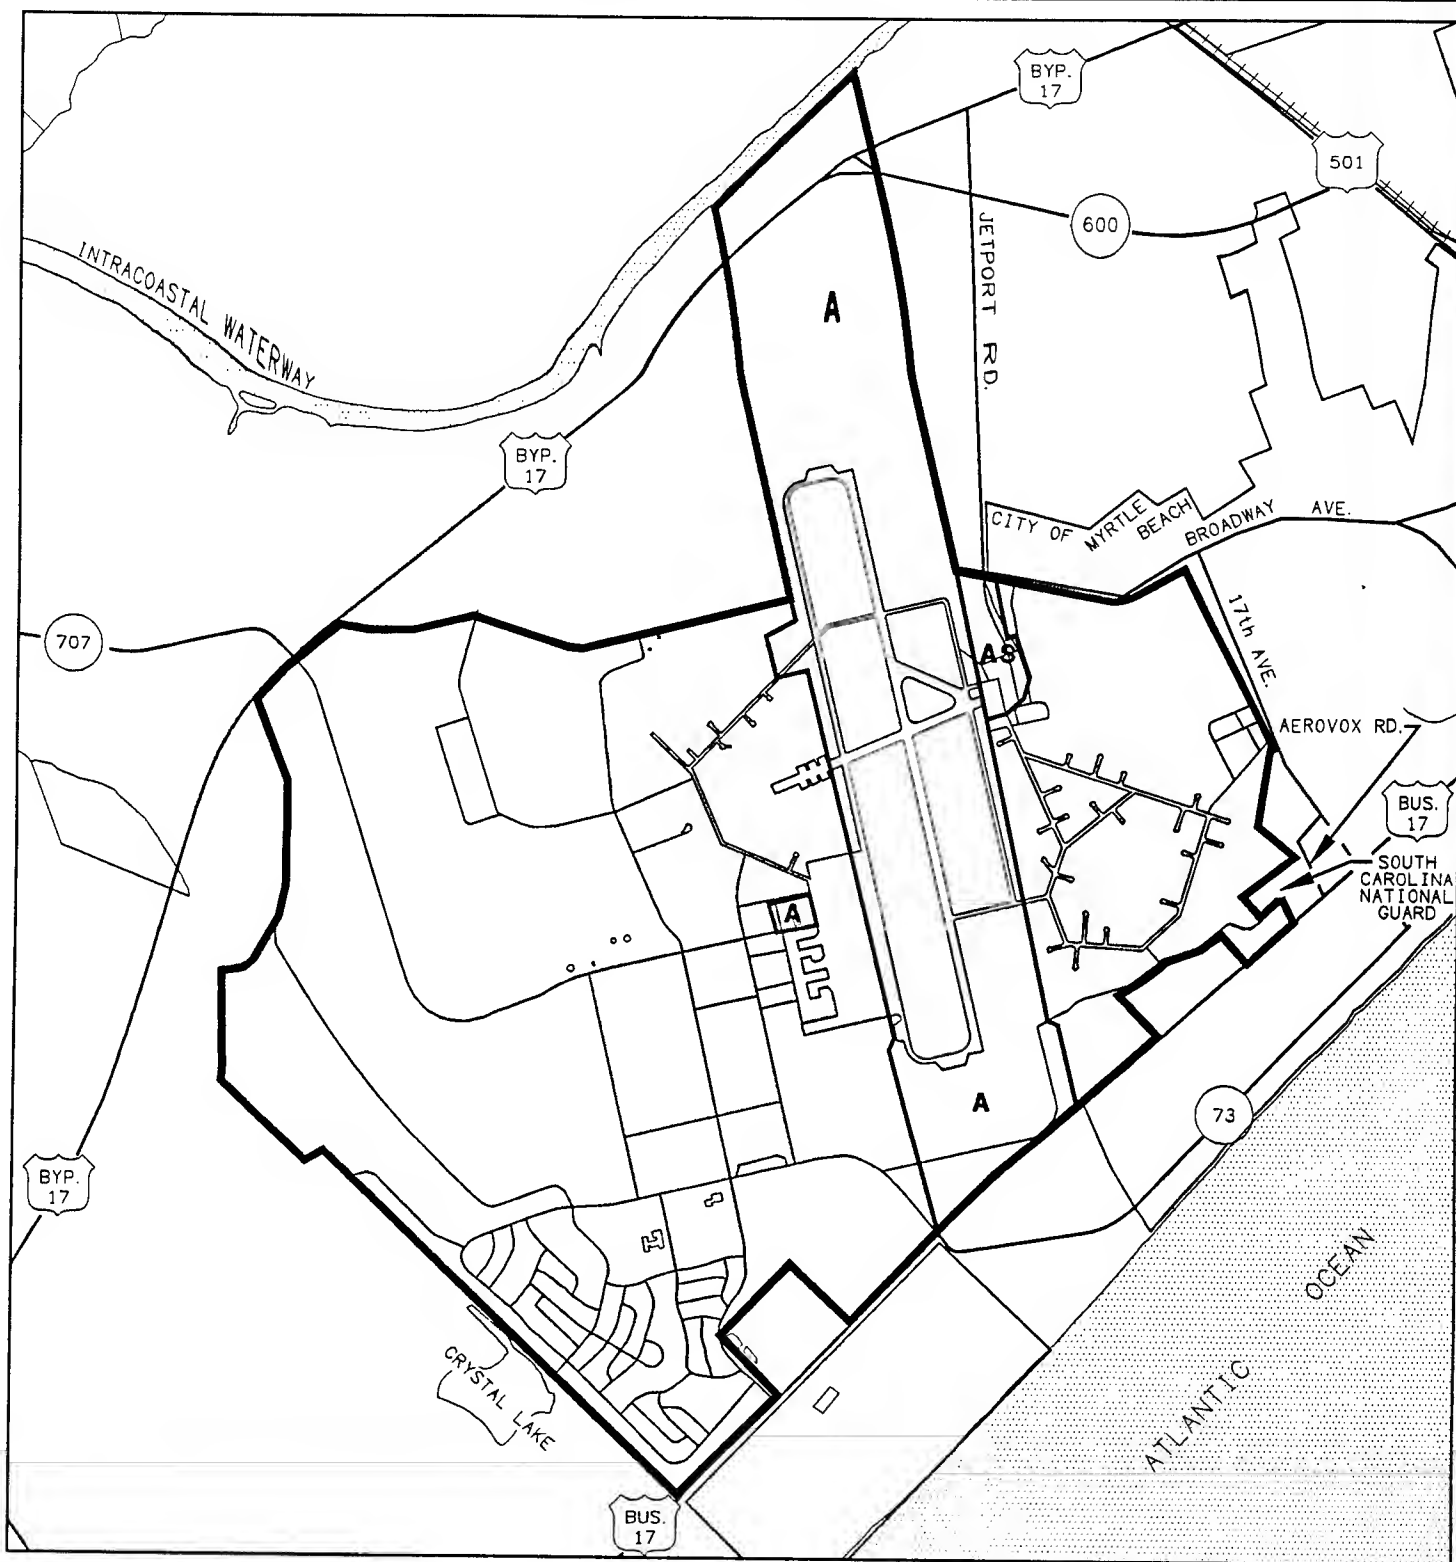 BYP.
17
501
600
INTRACOASTAL WATERWAY
JETPORT RD.
A
BYP.
17
CITY OF MYRTLE BEACH
BROADWAY AVE.
707
17th AVE.
A8
AEROVOX RD.
BUS.
17
SOUTH
CAROLINA
NATIONAL
GUARD
A
A
73
BYP.
17
ATLANTIC OCEAN
CRYSTAL LAKE
BUS.
17